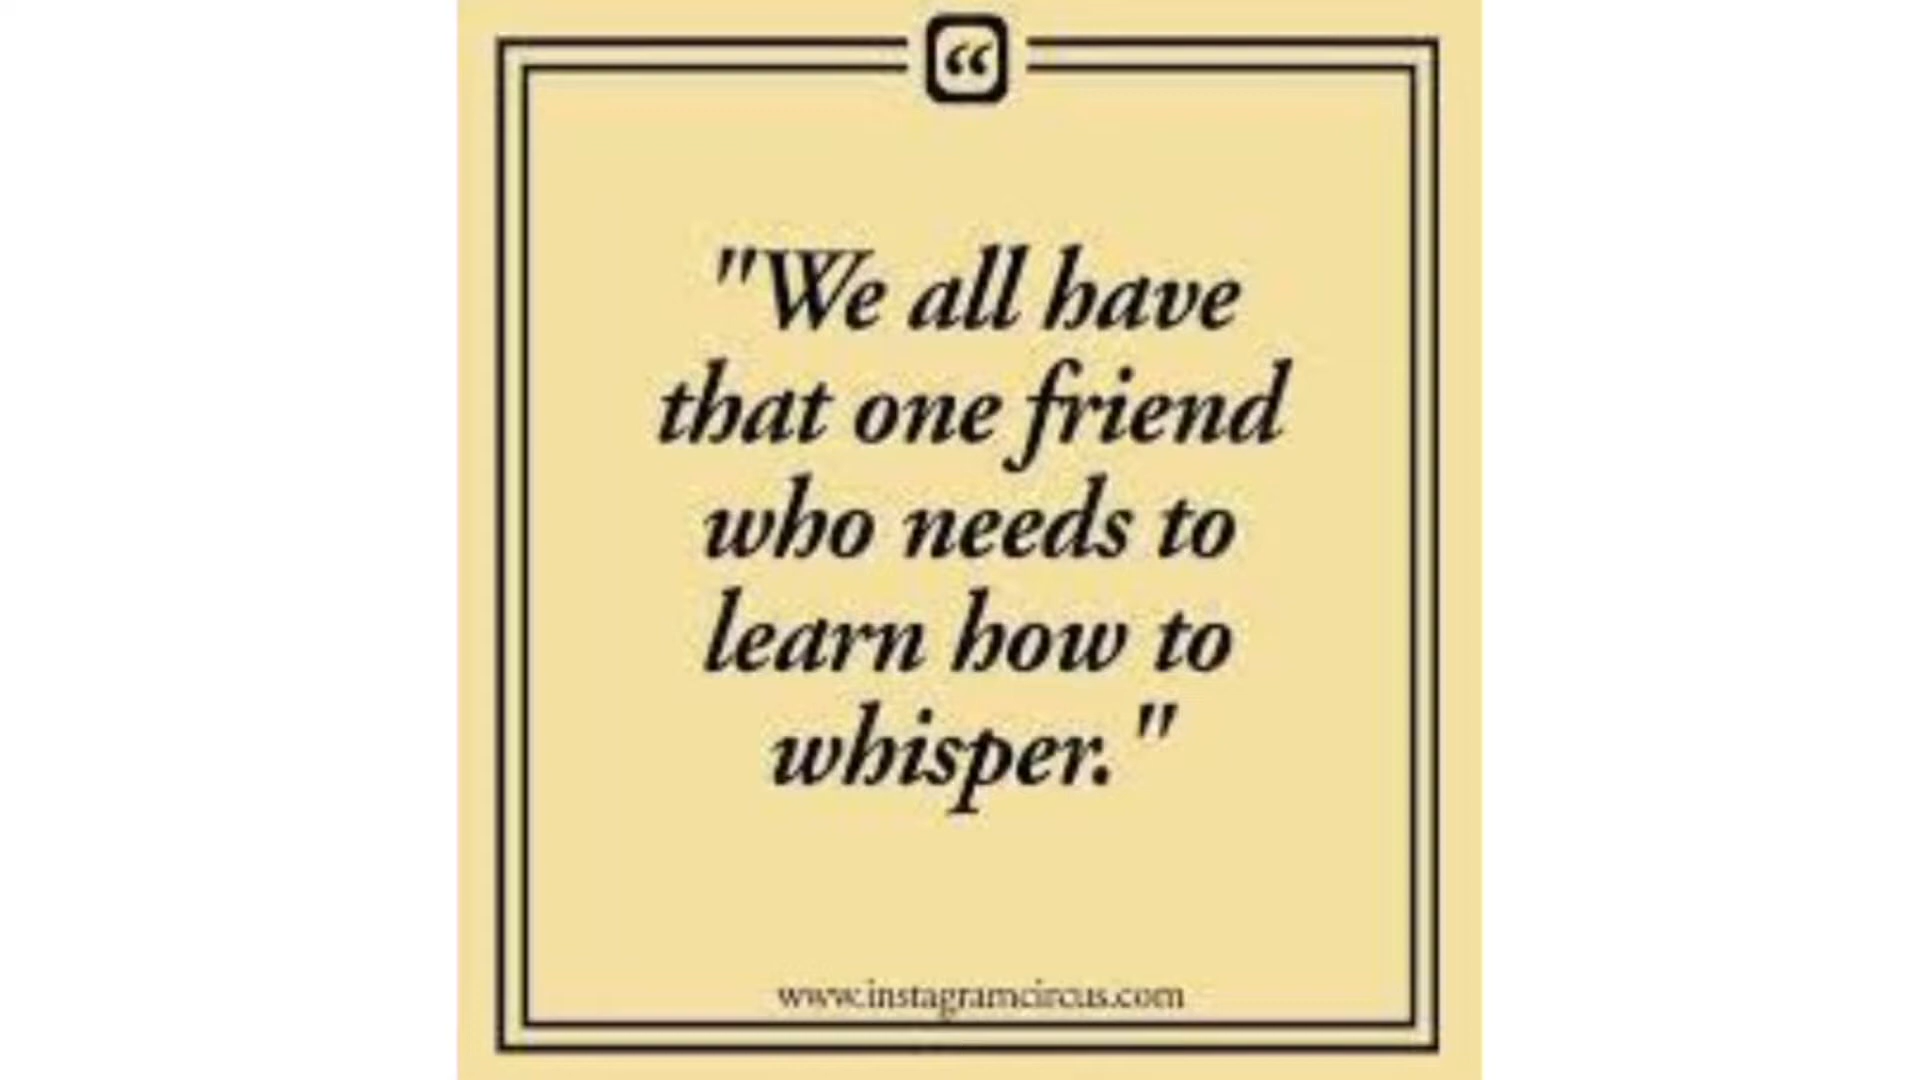 “
"We all have
that one friend
who needs to
learn how to
whisper."
www.instagramcircus.com